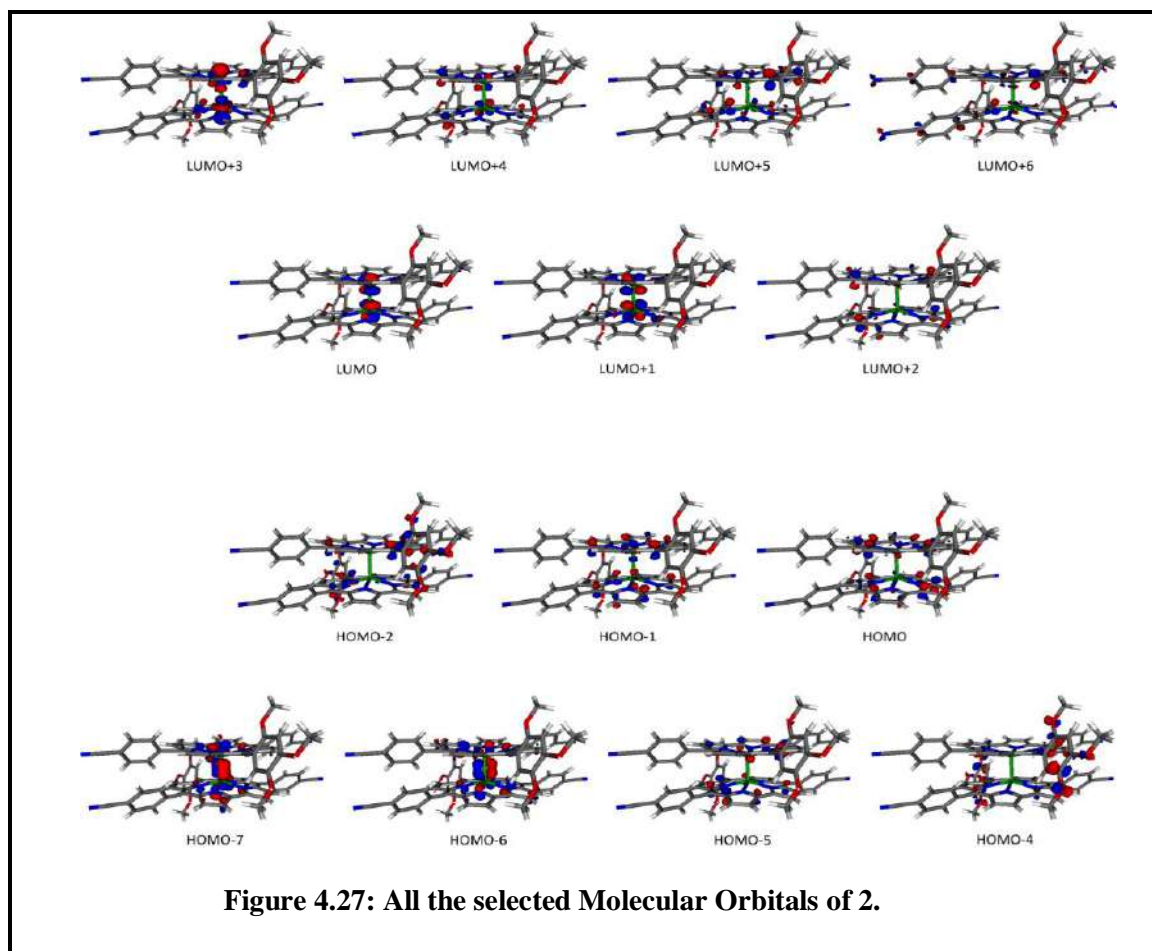 LUMO+3 LUMO+4 LUMO+5 LUMO+6
LUMO LUMO+1 LUMO+2
HOMO-2 HOMO-1 HOMO
HOMO-7 HOMO-6 HOMO-5 HOMO-4
Figure 4.27: All the selected Molecular Orbitals of 2.